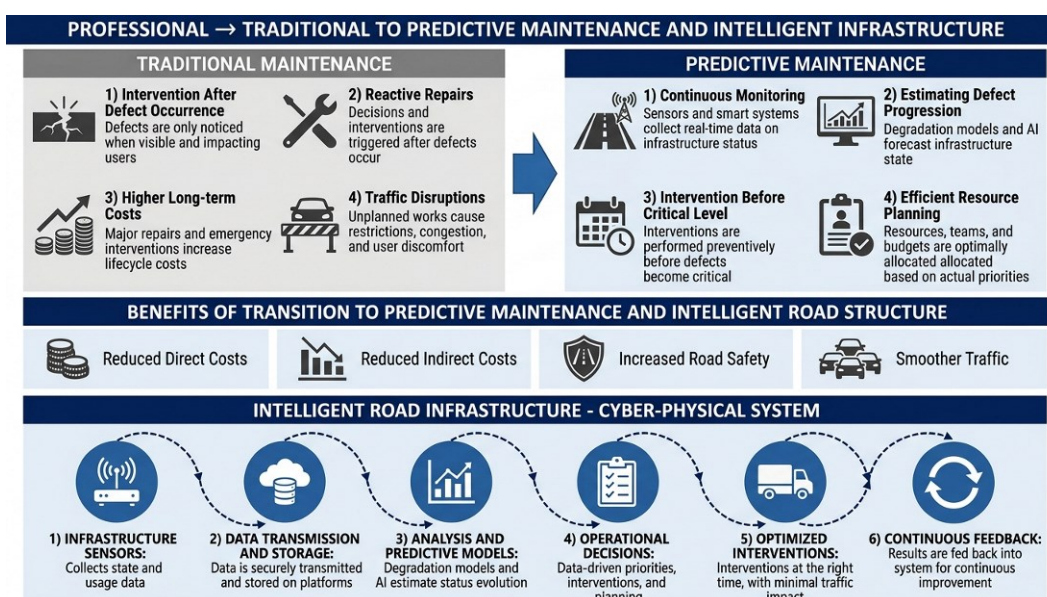 PROFESSIONAL → TRADITIONAL TO PREDICTIVE MAINTENANCE AND INTELLIGENT INFRASTRUCTURE
TRADITIONAL MAINTENANCE
1) Intervention After
Defect Occurrence
Defects are only noticed
when visible and impacting
users
2) Reactive Repairs
Decisions and
interventions are
triggered after defects
occur
3) Higher Long-term
Costs
Major repairs and emergency
interventions increase
lifecycle costs
4) Traffic Disruptions
Unplanned works cause
restrictions, congestion,
and user discomfort
PREDICTIVE MAINTENANCE
1) Continuous Monitoring
Sensors and smart systems
collect real-time data on
infrastructure status
2) Estimating Defect
Progression
Degradation models and AI
forecast infrastructure
state
3) Intervention Before
Critical Level
Interventions are
performed preventively
before defects
become critical
4) Efficient Resource
Planning
Resources, teams, and
budgets are optimally
allocated allocated
based on actual priorities
BENEFITS OF TRANSITION TO PREDICTIVE MAINTENANCE AND INTELLIGENT ROAD STRUCTURE
Reduced Direct Costs
Reduced Indirect Costs
Increased Road Safety
Smoother Traffic
INTELLIGENT ROAD INFRASTRUCTURE - CYBER-PHYSICAL SYSTEM
1) INFRASTRUCTURE
SENSORS:
Collects state and
usage data
2) DATA TRANSMISSION
AND STORAGE:
Data is securely transmitted
and stored on platforms
3) ANALYSIS AND
PREDICTIVE MODELS:
Degradation models and
AI estimate status evolution
4) OPERATIONAL
DECISIONS:
Data-driven priorities,
interventions, and
planning
5) OPTIMIZED
INTERVENTIONS:
Interventions at the right
time, with minimal traffic
impact
6) CONTINUOUS FEEDBACK:
Results are fed back into
system for continuous
improvement